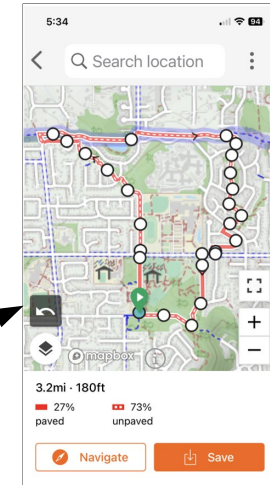 5:34
94
Search location
mapbox
3.2mi · 180ft
27% 73%
paved unpaved
Navigate Save